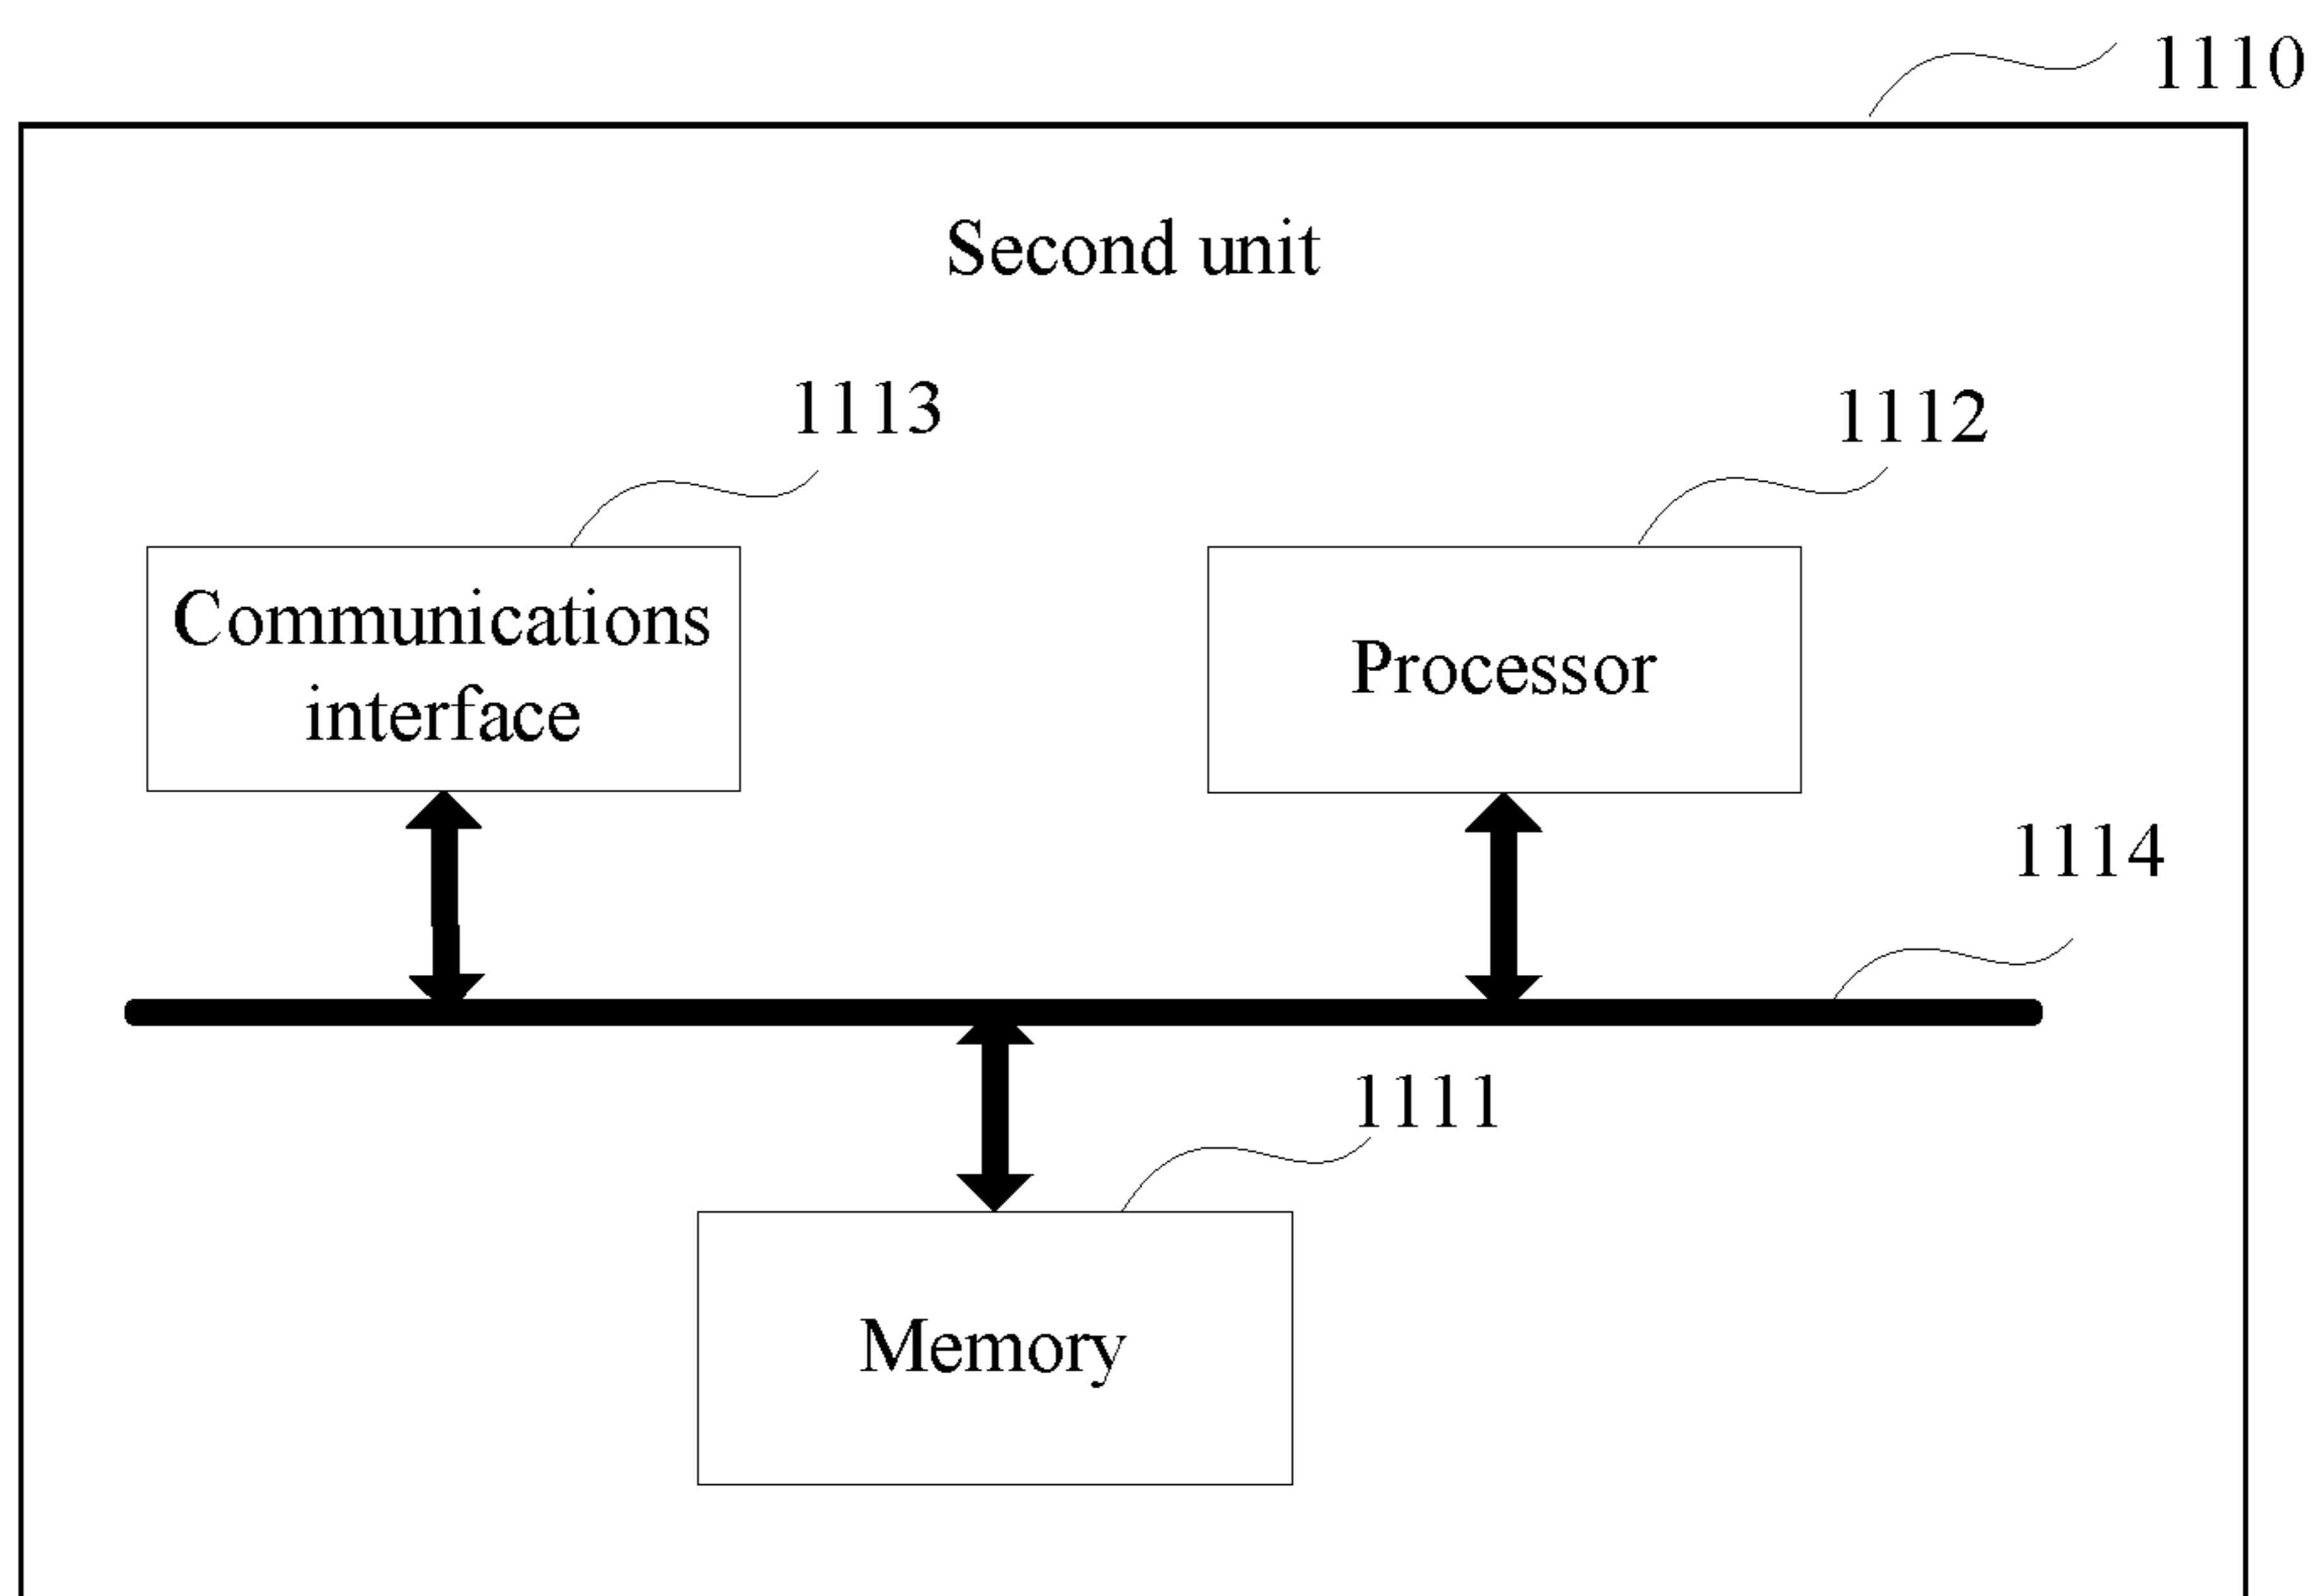 1110
Second unit
1113
1112
Communications
interface
Processor
1114
1111
Memory